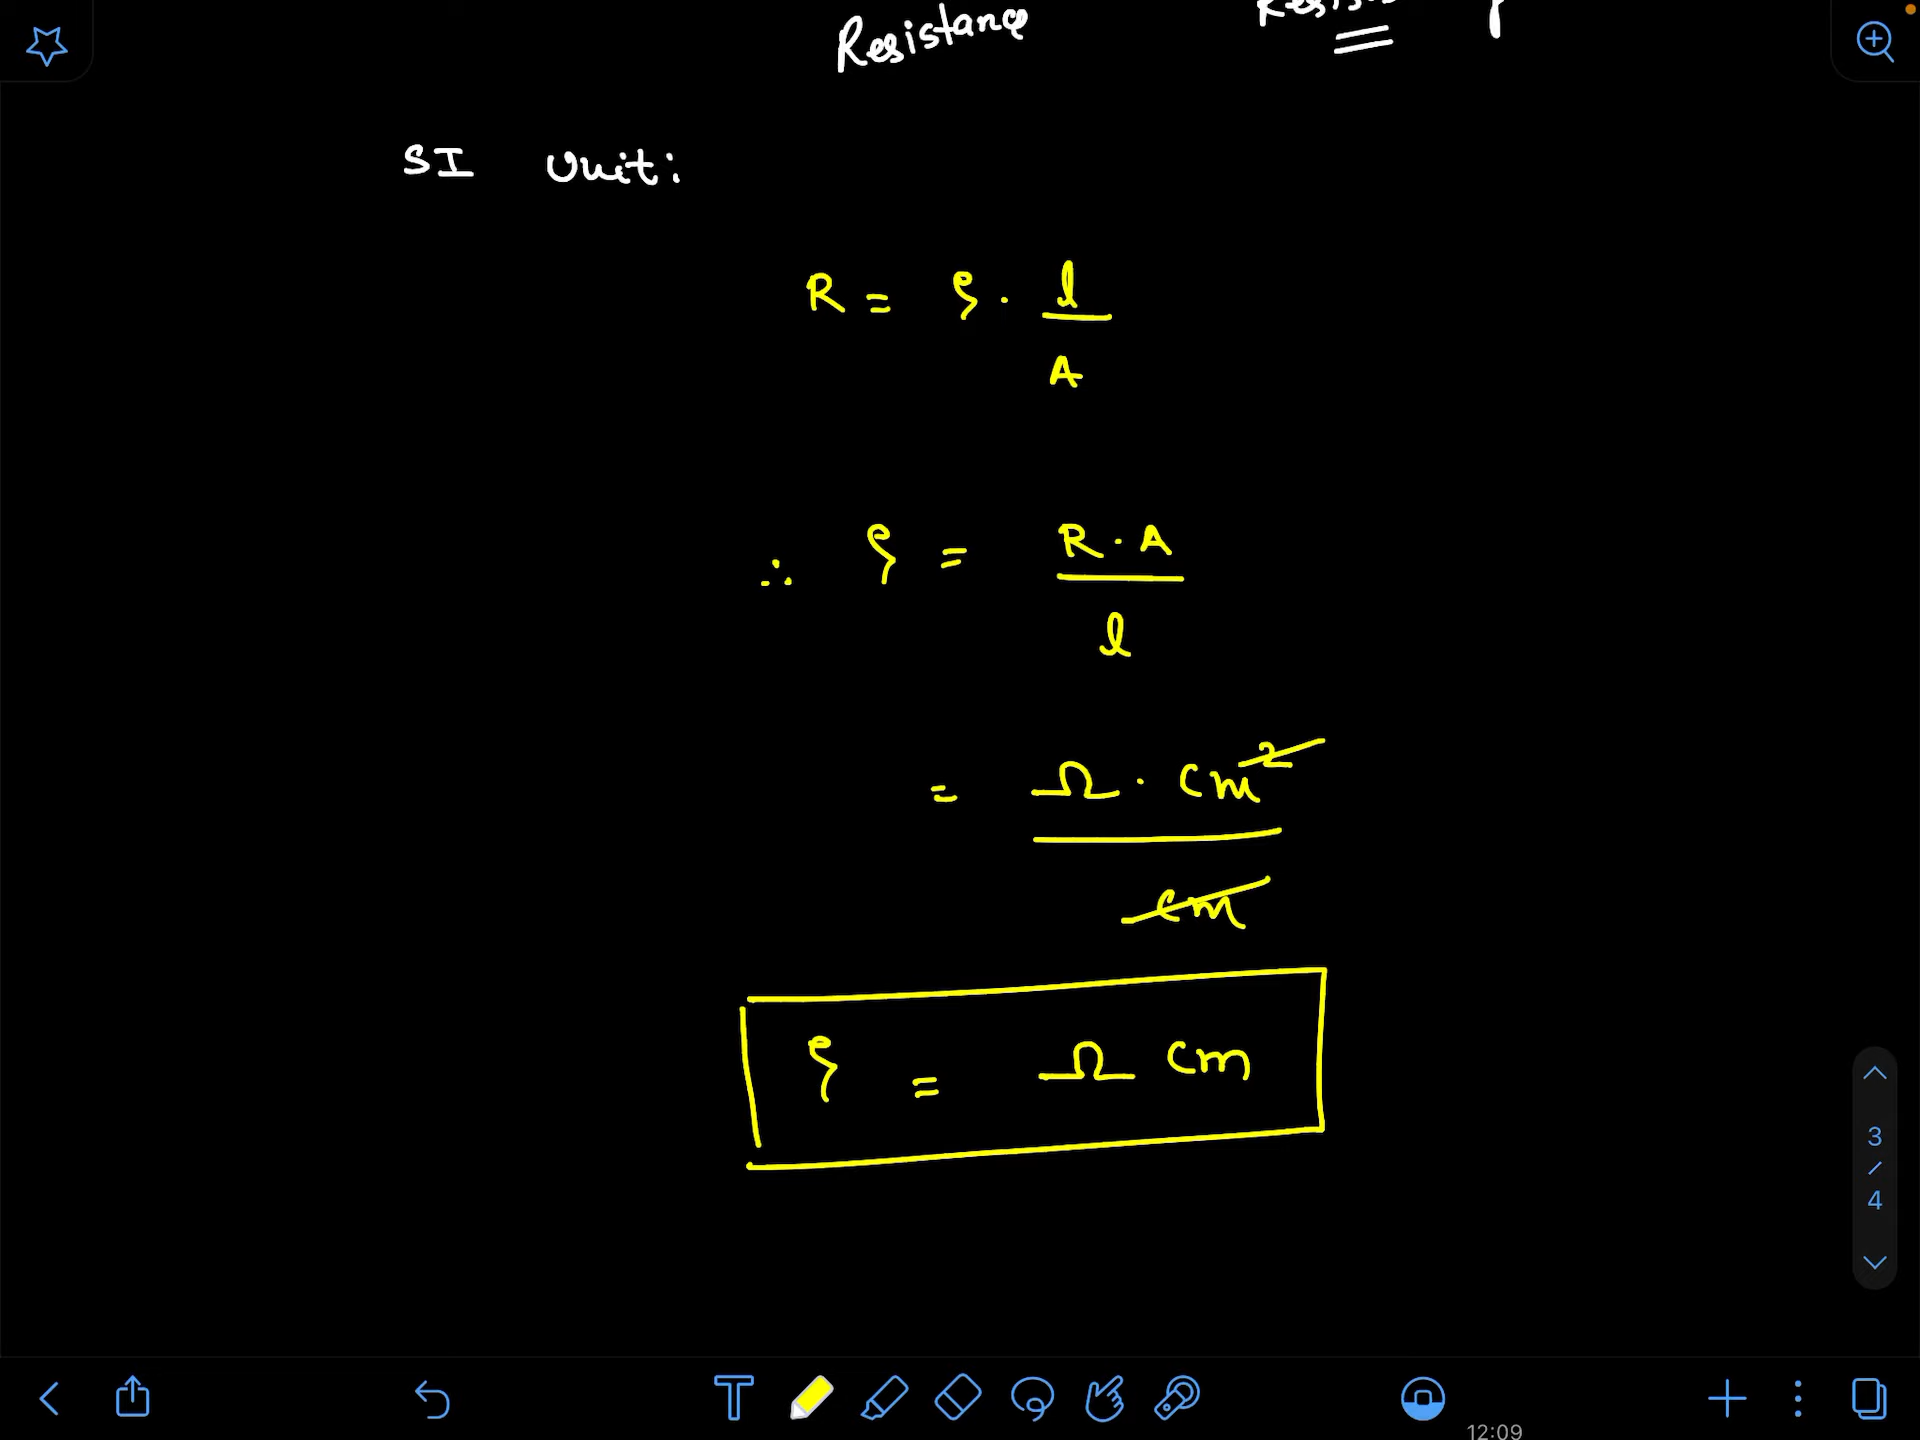 Resistance
SI Unit:
R = ρ · l / A
∴ ρ = R · A / l
= Ω · cm² / cm
ρ = Ω cm
3 / 4
T
12:09